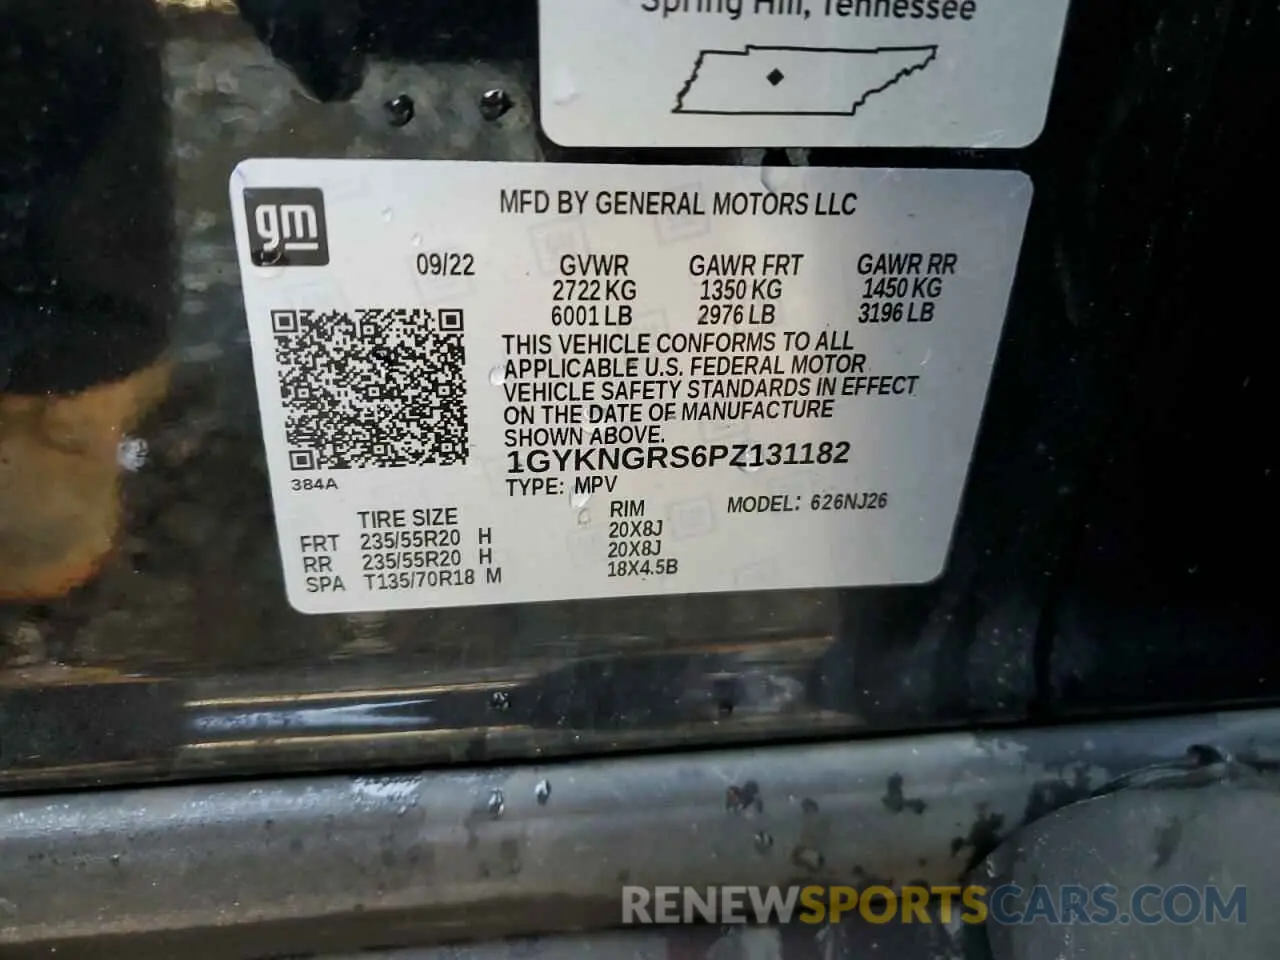 Spring Hill, Tennessee
gm
MFD BY GENERAL MOTORS LLC
09/22
GVWR
2722 KG
6001 LB
GAWR FRT
1350 KG
2976 LB
GAWR RR
1450 KG
3196 LB
THIS VEHICLE CONFORMS TO ALL
APPLICABLE U.S. FEDERAL MOTOR
VEHICLE SAFETY STANDARDS IN EFFECT
ON THE DATE OF MANUFACTURE
SHOWN ABOVE.
1GYKNGRS6PZ131182
TYPE: MPV
384A
MODEL: 626NJ26
TIRE SIZE RIM
FRT 235/55R20 H 20X8J
RR 235/55R20 H 20X8J
SPA T135/70R18 M 18X4.5B
RENEWSPORTSCARS.COM